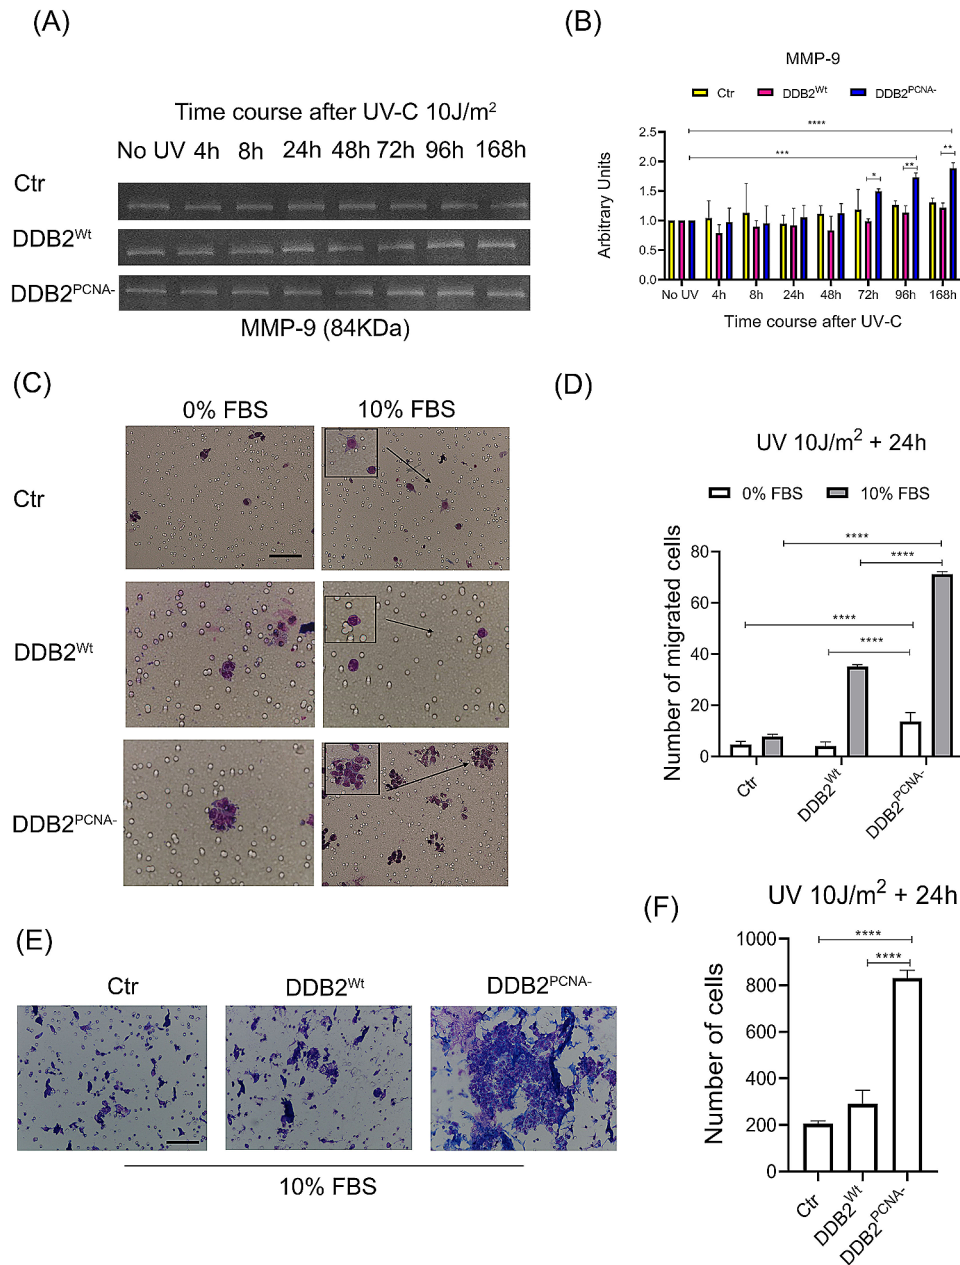 (A)
Time course after UV-C 10J/m²
No UV 4h 8h 24h 48h 72h 96h 168h
Ctr
DDB2Wt
DDB2PCNA-
MMP-9 (84KDa)
(B)
MMP-9
Ctr DDB2Wt DDB2PCNA-
****
***
* ** **
Arbitrary Units
2.5
2.0
1.5
1.0
0.5
0.0
No UV 4h 8h 24h 48h 72h 96h 168h
Time course after UV-C
(C)
0% FBS 10% FBS
Ctr
DDB2Wt
DDB2PCNA-
(D)
UV 10J/m² + 24h
0% FBS 10% FBS
****
****
****
****
Number of migrated cells
80
60
40
20
0
Ctr DDB2Wt DDB2PCNA-
(E)
Ctr DDB2Wt DDB2PCNA-
10% FBS
(F)
UV 10J/m² + 24h
****
****
Number of cells
1000
800
600
400
200
0
Ctr DDB2Wt DDB2PCNA-